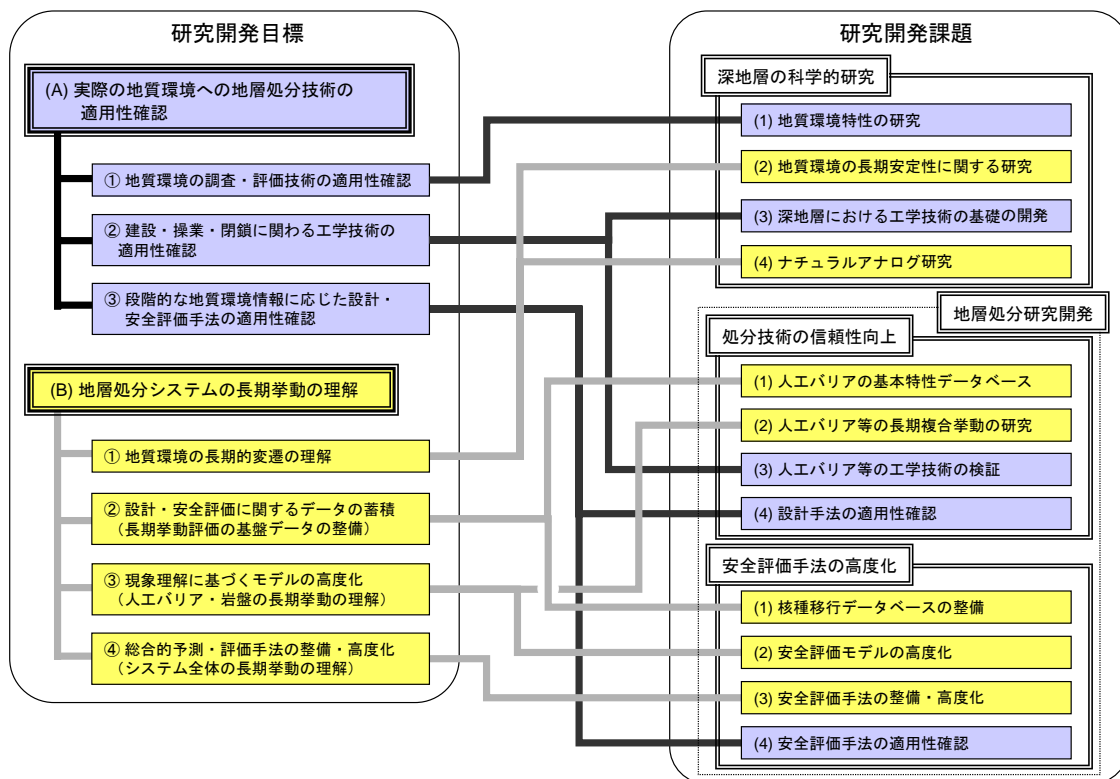 研究開発目標
(A) 実際の地質環境への地層処分技術の
適用性確認
① 地質環境の調査・評価技術の適用性確認
② 建設・操業・閉鎖に関わる工学技術の
適用性確認
③ 段階的な地質環境情報に応じた設計・
安全評価手法の適用性確認
(B) 地層処分システムの長期挙動の理解
① 地質環境の長期的変遷の理解
② 設計・安全評価に関するデータの蓄積
（長期挙動評価の基盤データの整備）
③ 現象理解に基づくモデルの高度化
（人工バリア・岩盤の長期挙動の理解）
④ 総合的予測・評価手法の整備・高度化
（システム全体の長期挙動の理解）
研究開発課題
深地層の科学的研究
(1) 地質環境特性の研究
(2) 地質環境の長期安定性に関する研究
(3) 深地層における工学技術の基礎の開発
(4) ナチュラルアナログ研究
地層処分研究開発
処分技術の信頼性向上
(1) 人工バリアの基本特性データベース
(2) 人工バリア等の長期複合挙動の研究
(3) 人工バリア等の工学技術の検証
(4) 設計手法の適用性確認
安全評価手法の高度化
(1) 核種移行データベースの整備
(2) 安全評価モデルの高度化
(3) 安全評価手法の整備・高度化
(4) 安全評価手法の適用性確認